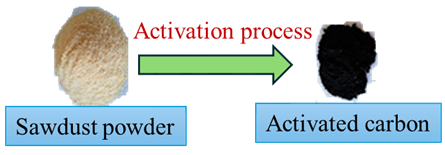 Activation process
Sawdust powder
Activated carbon